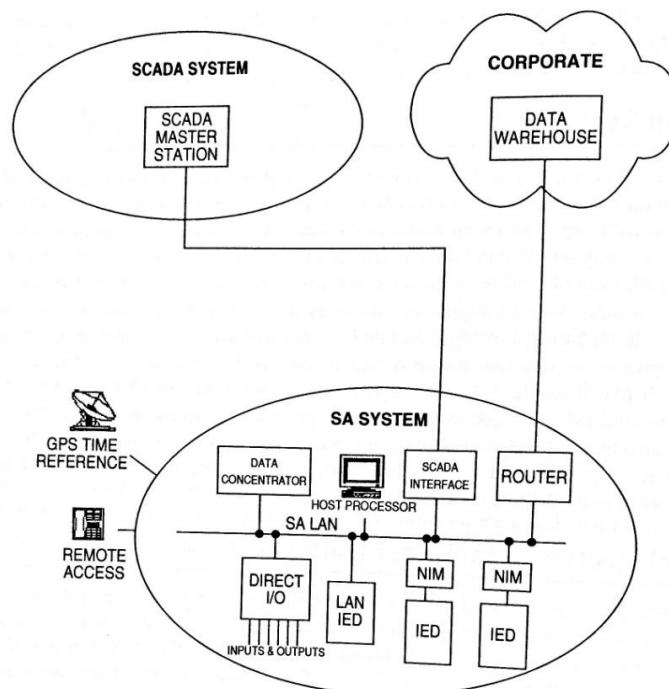 SCADA SYSTEM
SCADA
MASTER
STATION
CORPORATE
DATA
WAREHOUSE
SA SYSTEM
GPS TIME
REFERENCE
REMOTE
ACCESS
DATA
CONCENTRATOR
HOST PROCESSOR
SCADA
INTERFACE
ROUTER
SA LAN
DIRECT
I/O
INPUTS & OUTPUTS
LAN
IED
NIM
IED
NIM
IED